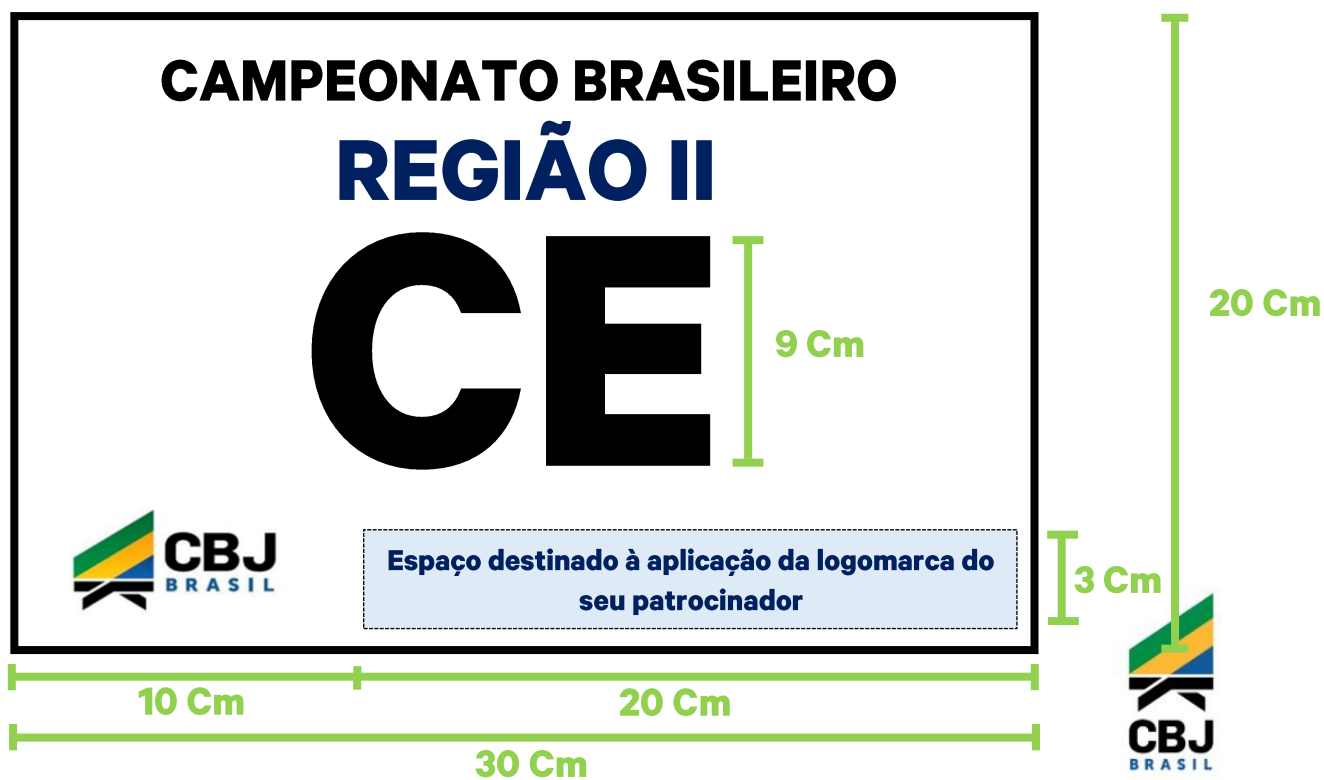 CAMPEONATO BRASILEIRO
REGIÃO II
CE
9 Cm
20 Cm
CBJ
BRASIL
Espaço destinado à aplicação da logomarca do
seu patrocinador
3 Cm
10 Cm
20 Cm
30 Cm
CBJ
BRASIL